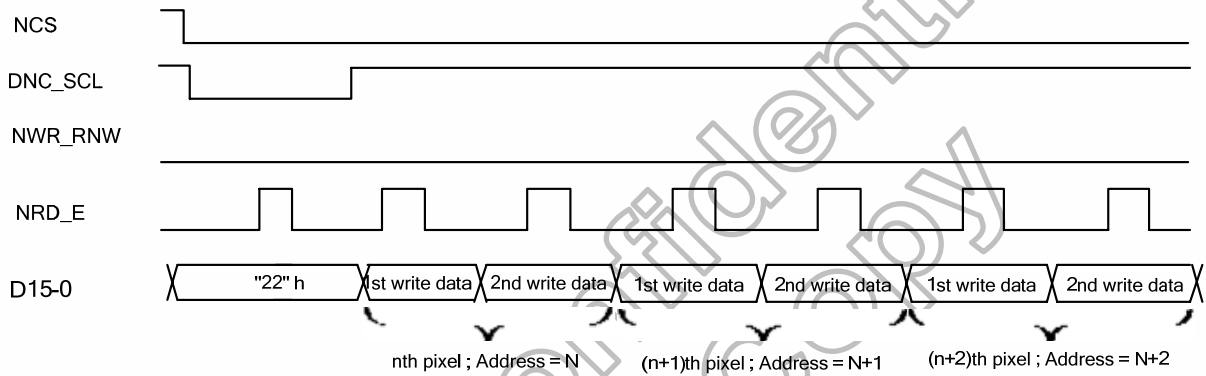 NCS
DNC_SCL
NWR_RNW
NRD_E
D15-0 "22" h 1st write data 2nd write data 1st write data 2nd write data 1st write data 2nd write data
nth pixel ; Address = N (n+1)th pixel ; Address = N+1 (n+2)th pixel ; Address = N+2
Confidential
Copy